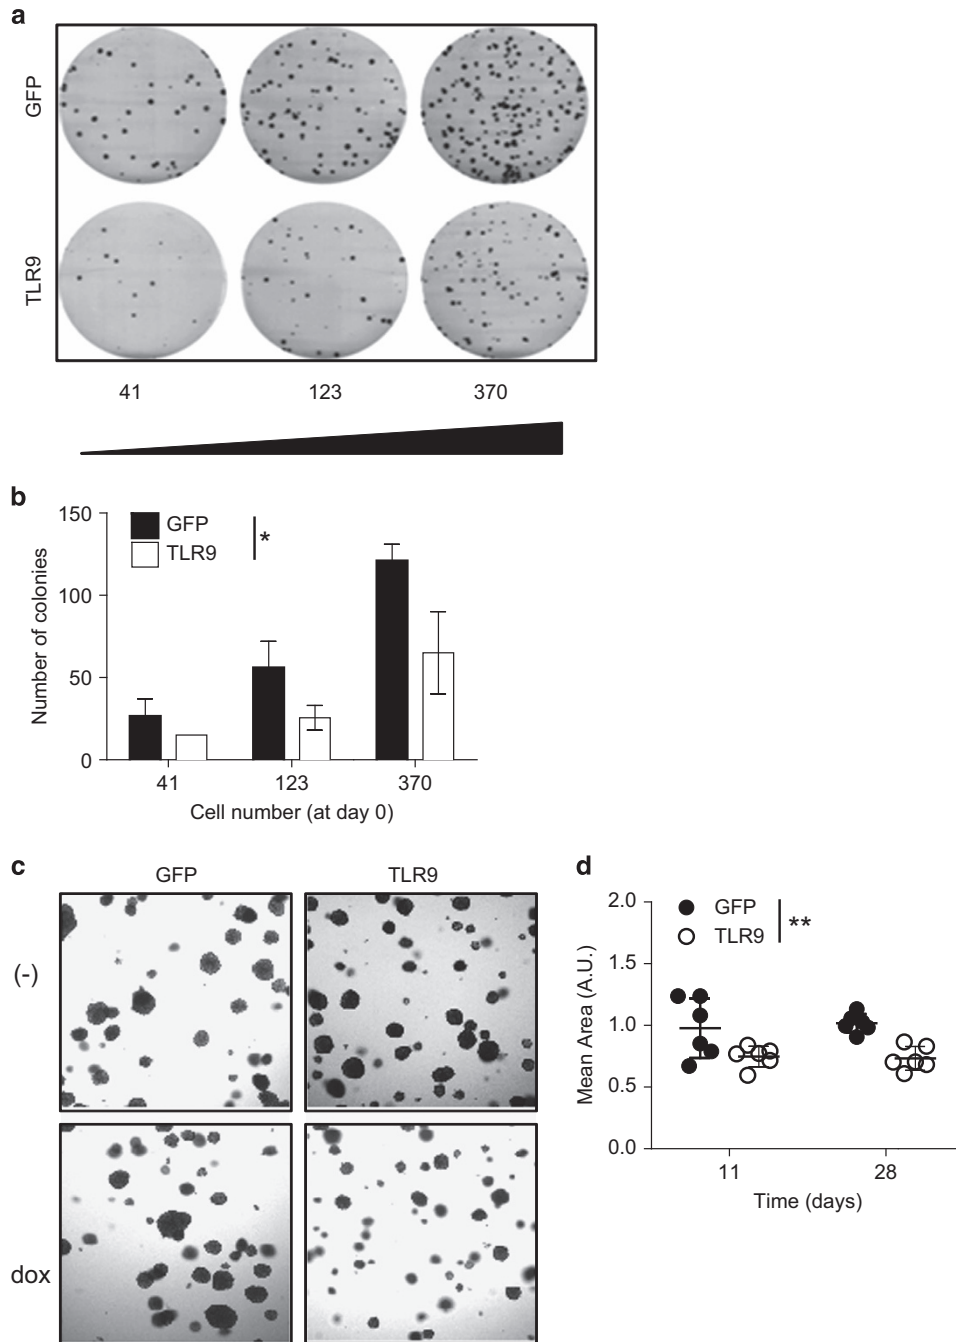 a
GFP
TLR9
41 123 370
b
150
100
50
0
Number of colonies
GFP
TLR9
*
41 123 370
Cell number (at day 0)
c
GFP TLR9
(-)
dox
d
2.0
1.5
1.0
0.5
0.0
Mean Area (A.U.)
GFP
TLR9
**
11 28
Time (days)